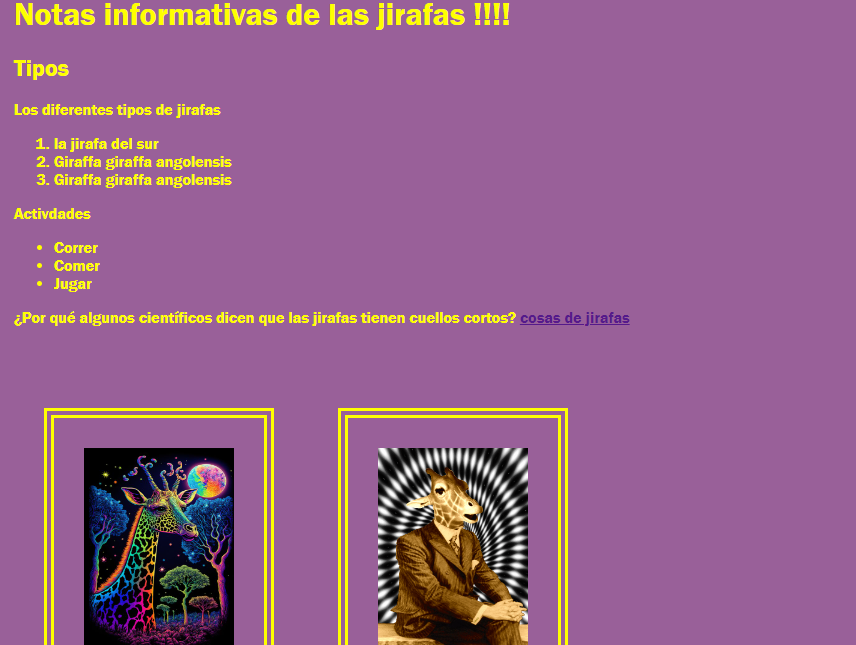 Notas informativas de las jirafas !!!!
Tipos
Los diferentes tipos de jirafas
1. la jirafa del sur
2. Giraffa giraffa angolensis
3. Giraffa giraffa angolensis
Activdades
• Correr
• Comer
• Jugar
¿Por qué algunos científicos dicen que las jirafas tienen cuellos cortos? cosas de jirafas